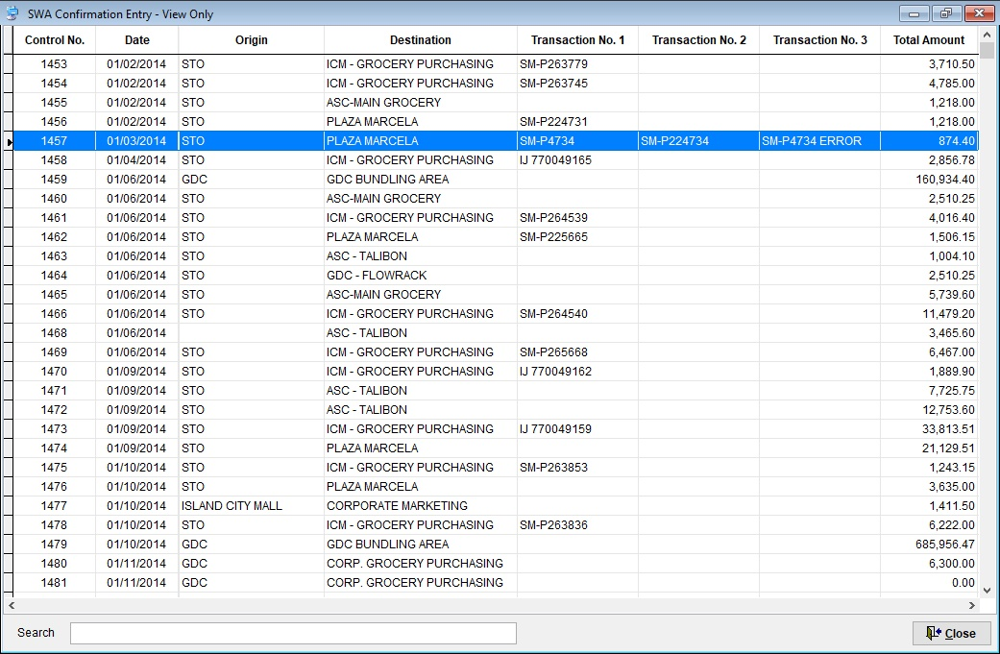 SWA Confirmation Entry - View Only
Control No. Date Origin Destination Transaction No. 1 Transaction No. 2 Transaction No. 3 Total Amount
1453 01/02/2014 STO ICM - GROCERY PURCHASING SM-P263779 3,710.50
1454 01/02/2014 STO ICM - GROCERY PURCHASING SM-P263745 4,785.00
1455 01/02/2014 STO ASC-MAIN GROCERY 1,218.00
1456 01/02/2014 STO PLAZA MARCELA SM-P224731 1,218.00
1457 01/03/2014 STO PLAZA MARCELA SM-P4734 SM-P224734 SM-P4734 ERROR 874.40
1458 01/04/2014 STO ICM - GROCERY PURCHASING IJ 770049165 2,856.78
1459 01/06/2014 GDC GDC BUNDLING AREA 160,934.40
1460 01/06/2014 STO ASC-MAIN GROCERY 2,510.25
1461 01/06/2014 STO ICM - GROCERY PURCHASING SM-P264539 4,016.40
1462 01/06/2014 STO PLAZA MARCELA SM-P225665 1,506.15
1463 01/06/2014 STO ASC - TALIBON 1,004.10
1464 01/06/2014 STO GDC - FLOWRACK 2,510.25
1465 01/06/2014 STO ASC-MAIN GROCERY 5,739.60
1466 01/06/2014 STO ICM - GROCERY PURCHASING SM-P264540 11,479.20
1468 01/06/2014 ASC - TALIBON 3,465.60
1469 01/06/2014 STO ICM - GROCERY PURCHASING SM-P265668 6,467.00
1470 01/09/2014 STO ICM - GROCERY PURCHASING IJ 770049162 1,889.90
1471 01/09/2014 STO ASC - TALIBON 7,725.75
1472 01/09/2014 STO ASC - TALIBON 12,753.60
1473 01/09/2014 STO ICM - GROCERY PURCHASING IJ 770049159 33,813.51
1474 01/09/2014 STO PLAZA MARCELA 21,129.51
1475 01/10/2014 STO ICM - GROCERY PURCHASING SM-P263853 1,243.15
1476 01/10/2014 STO PLAZA MARCELA 3,635.00
1477 01/10/2014 ISLAND CITY MALL CORPORATE MARKETING 1,411.50
1478 01/10/2014 STO ICM - GROCERY PURCHASING SM-P263836 6,222.00
1479 01/10/2014 GDC GDC BUNDLING AREA 685,956.47
1480 01/11/2014 GDC CORP. GROCERY PURCHASING 6,300.00
1481 01/11/2014 GDC CORP. GROCERY PURCHASING 0.00
Search Close